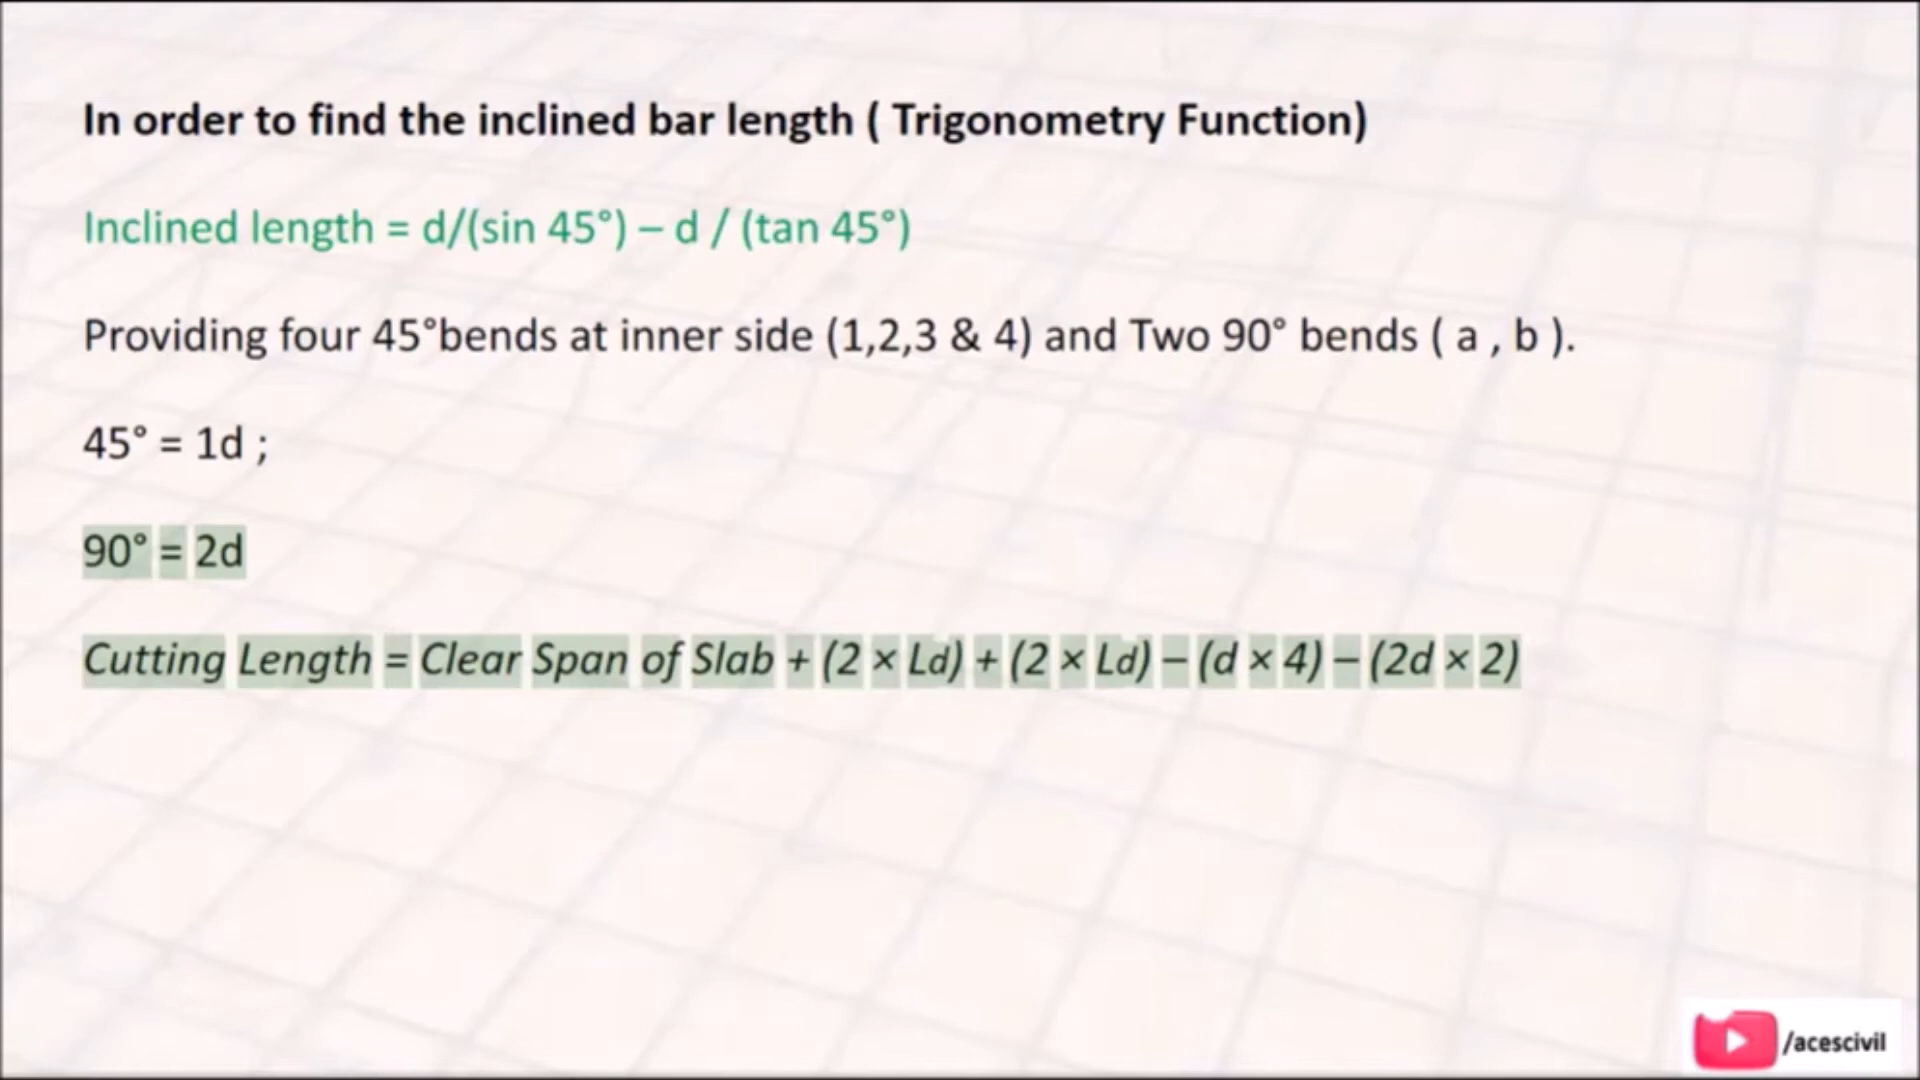 In order to find the inclined bar length ( Trigonometry Function)
Inclined length = d/(sin 45°) – d / (tan 45°)
Providing four 45°bends at inner side (1,2,3 & 4) and Two 90° bends ( a , b ).
45° = 1d ;
90° = 2d
Cutting Length = Clear Span of Slab + (2 × Ld) + (2 × Ld) – (d × 4) – (2d × 2)
/acescivil